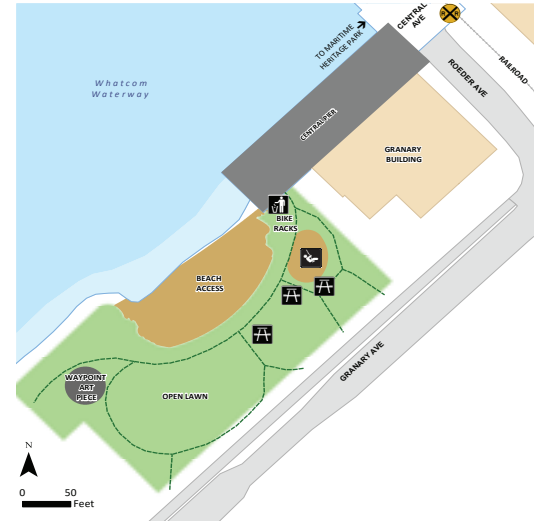 CENTRAL
AVE
TO MARITIME
HERITAGE PARK
RAILROAD
ROEDER AVE
Whatcom
Waterway
CENTRAL PIER
GRANARY
BUILDING
BIKE
RACKS
BEACH
ACCESS
GRANARY AVE
WAYPOINT
ART
PIECE
OPEN LAWN
N
0 50
Feet